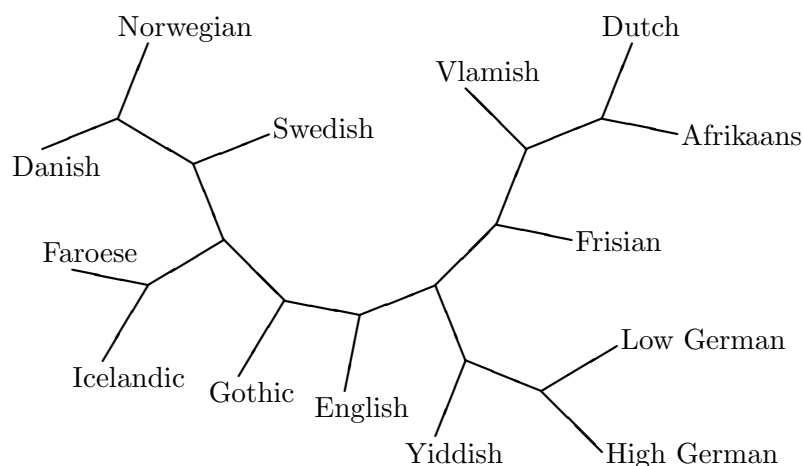 Norwegian
Dutch
Vlamish
Swedish
Afrikaans
Danish
Faroese
Frisian
Low German
Icelandic
Gothic
English
Yiddish
High German